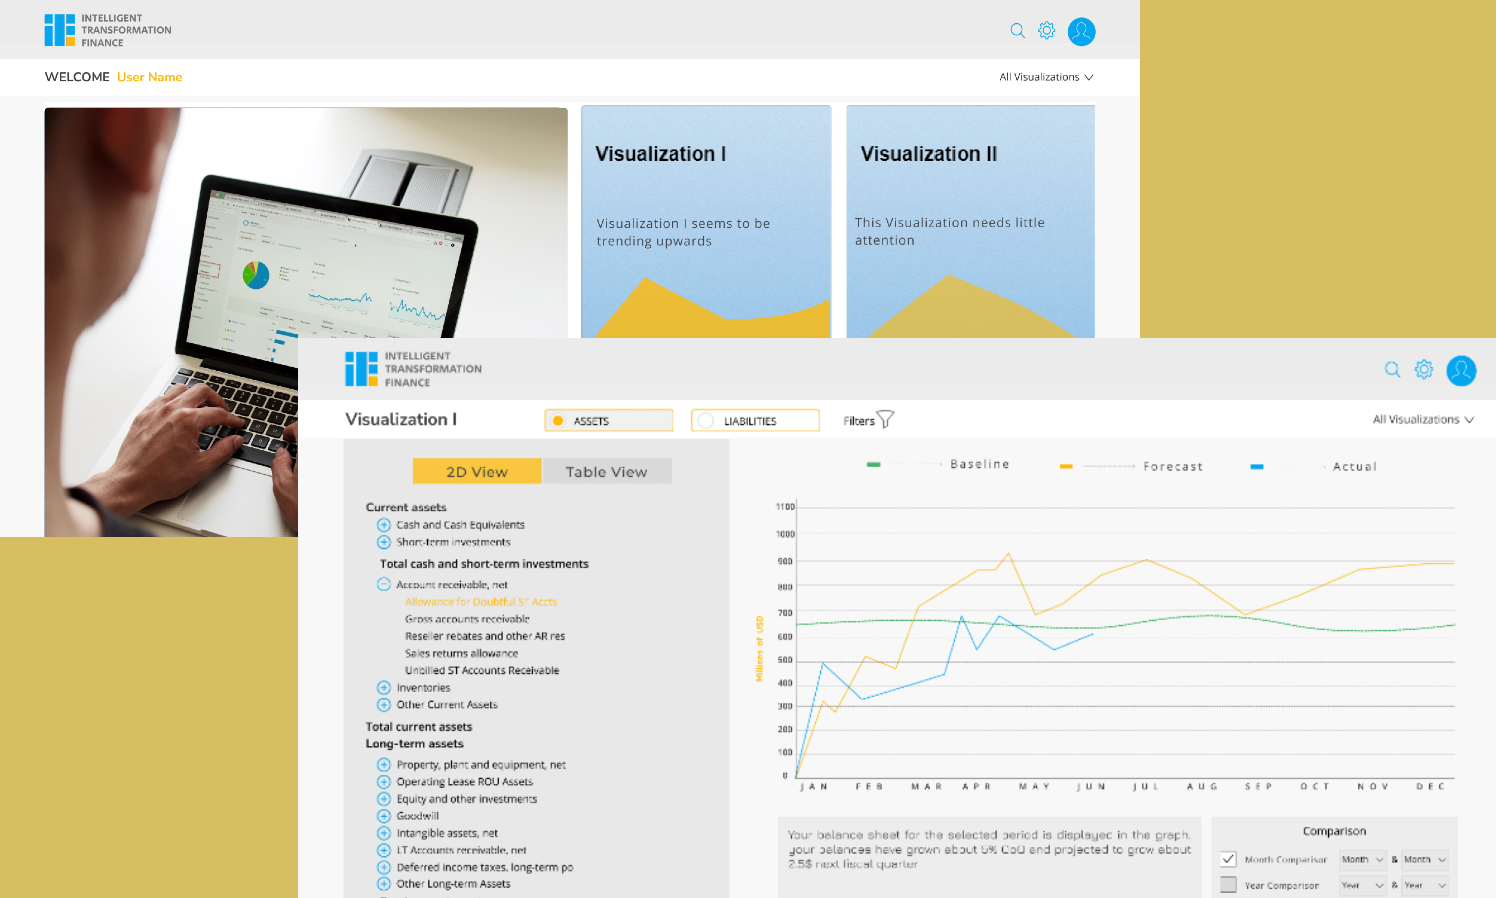 INTELLIGENT
TRANSFORMATION
FINANCE
WELCOME User Name
All Visualizations
Visualization I
Visualization I seems to be
trending upwards
Visualization II
This Visualization needs little
attention
INTELLIGENT
TRANSFORMATION
FINANCE
Visualization I
ASSETS
LIABILITIES
Filters
All Visualizations
2D View
Table View
Current assets
Cash and Cash Equivalents
Short-term investments
Total cash and short-term investments
Account receivable, net
Allowance for Doubtful ST Accts
Gross accounts receivable
Reseller rebates and other AR res
Sales returns allowance
Unbilled ST Accounts Receivable
Inventories
Other Current Assets
Total current assets
Long-term assets
Property, plant and equipment, net
Operating Lease ROU Assets
Equity and other investments
Goodwill
Intangible assets, net
LT Accounts receivable, net
Deferred income taxes, long-term po
Other Long-term Assets
Baseline
Forecast
Actual
Millions of USD
1100
1000
900
800
700
600
500
400
300
200
100
0
JAN FEB MAR APR MAY JUN JUL AUG SEP OCT NOV DEC
Your balance sheet for the selected period is displayed in the graph.
your balances have grown about 5% CoQ and projected to grow about
2.5$ next fiscal quarter
Comparison
Month Comparisor Month & Month
Year Comparison Year & Year